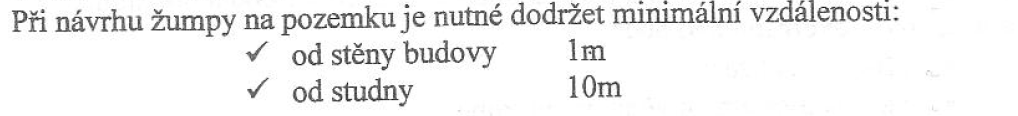 Při návrhu žumpy na pozemku je nutné dodržet minimální vzdálenosti:
✓ od stěny budovy 1m
✓ od studny 10m